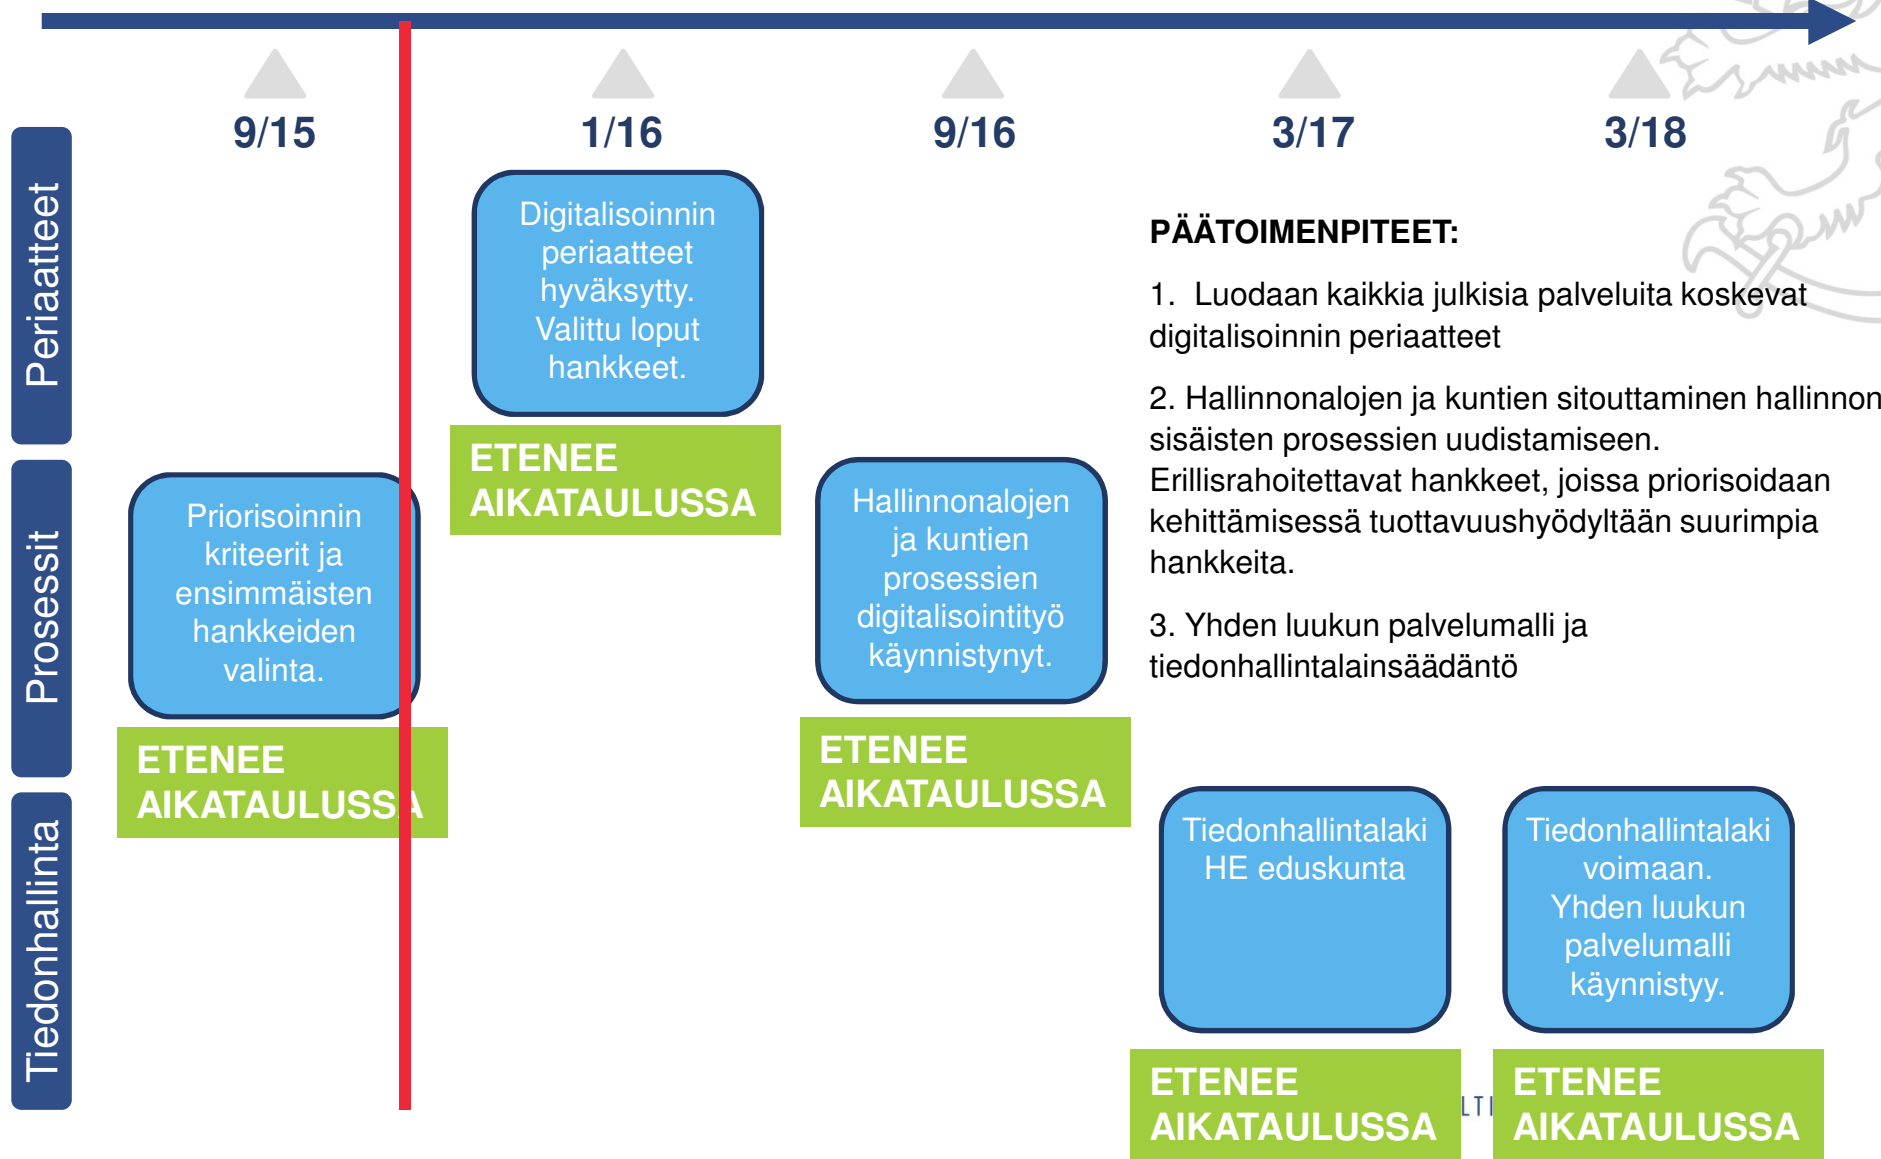 9/15
1/16
9/16
3/17
3/18
Periaatteet
Prosessit
Tiedonhallinta
Digitalisoinnin
periaatteet
hyväksytty.
Valittu loput
hankkeet.
ETENEE
AIKATAULUSSA
Priorisoinnin
kriteerit ja
ensimmäisten
hankkeiden
valinta.
ETENEE
AIKATAULUSSA
Hallinnonalojen
ja kuntien
prosessien
digitalisointityö
käynnistynyt.
ETENEE
AIKATAULUSSA
PÄÄTOIMENPITEET:
1. Luodaan kaikkia julkisia palveluita koskevat
digitalisoinnin periaatteet
2. Hallinnonalojen ja kuntien sitouttaminen hallinnon
sisäisten prosessien uudistamiseen.
Erillisrahoitettavat hankkeet, joissa priorisoidaan
kehittämisessä tuottavuushyödyltään suurimpia
hankkeita.
3. Yhden luukun palvelumalli ja
tiedonhallintalainsäädäntö
Tiedonhallintalaki
HE eduskunta
ETENEE
AIKATAULUSSA
Tiedonhallintalaki
voimaan.
Yhden luukun
palvelumalli
käynnistyy.
ETENEE
AIKATAULUSSA